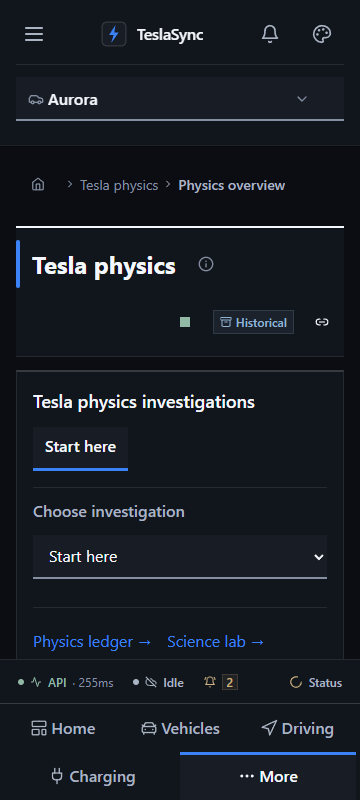 TeslaSync
Aurora
Tesla physics
Physics overview
Tesla physics
Historical
Tesla physics investigations
Start here
Choose investigation
Start here
Physics ledger → Science lab →
API · 255ms Idle 2 Status
Home Vehicles Driving
Charging More